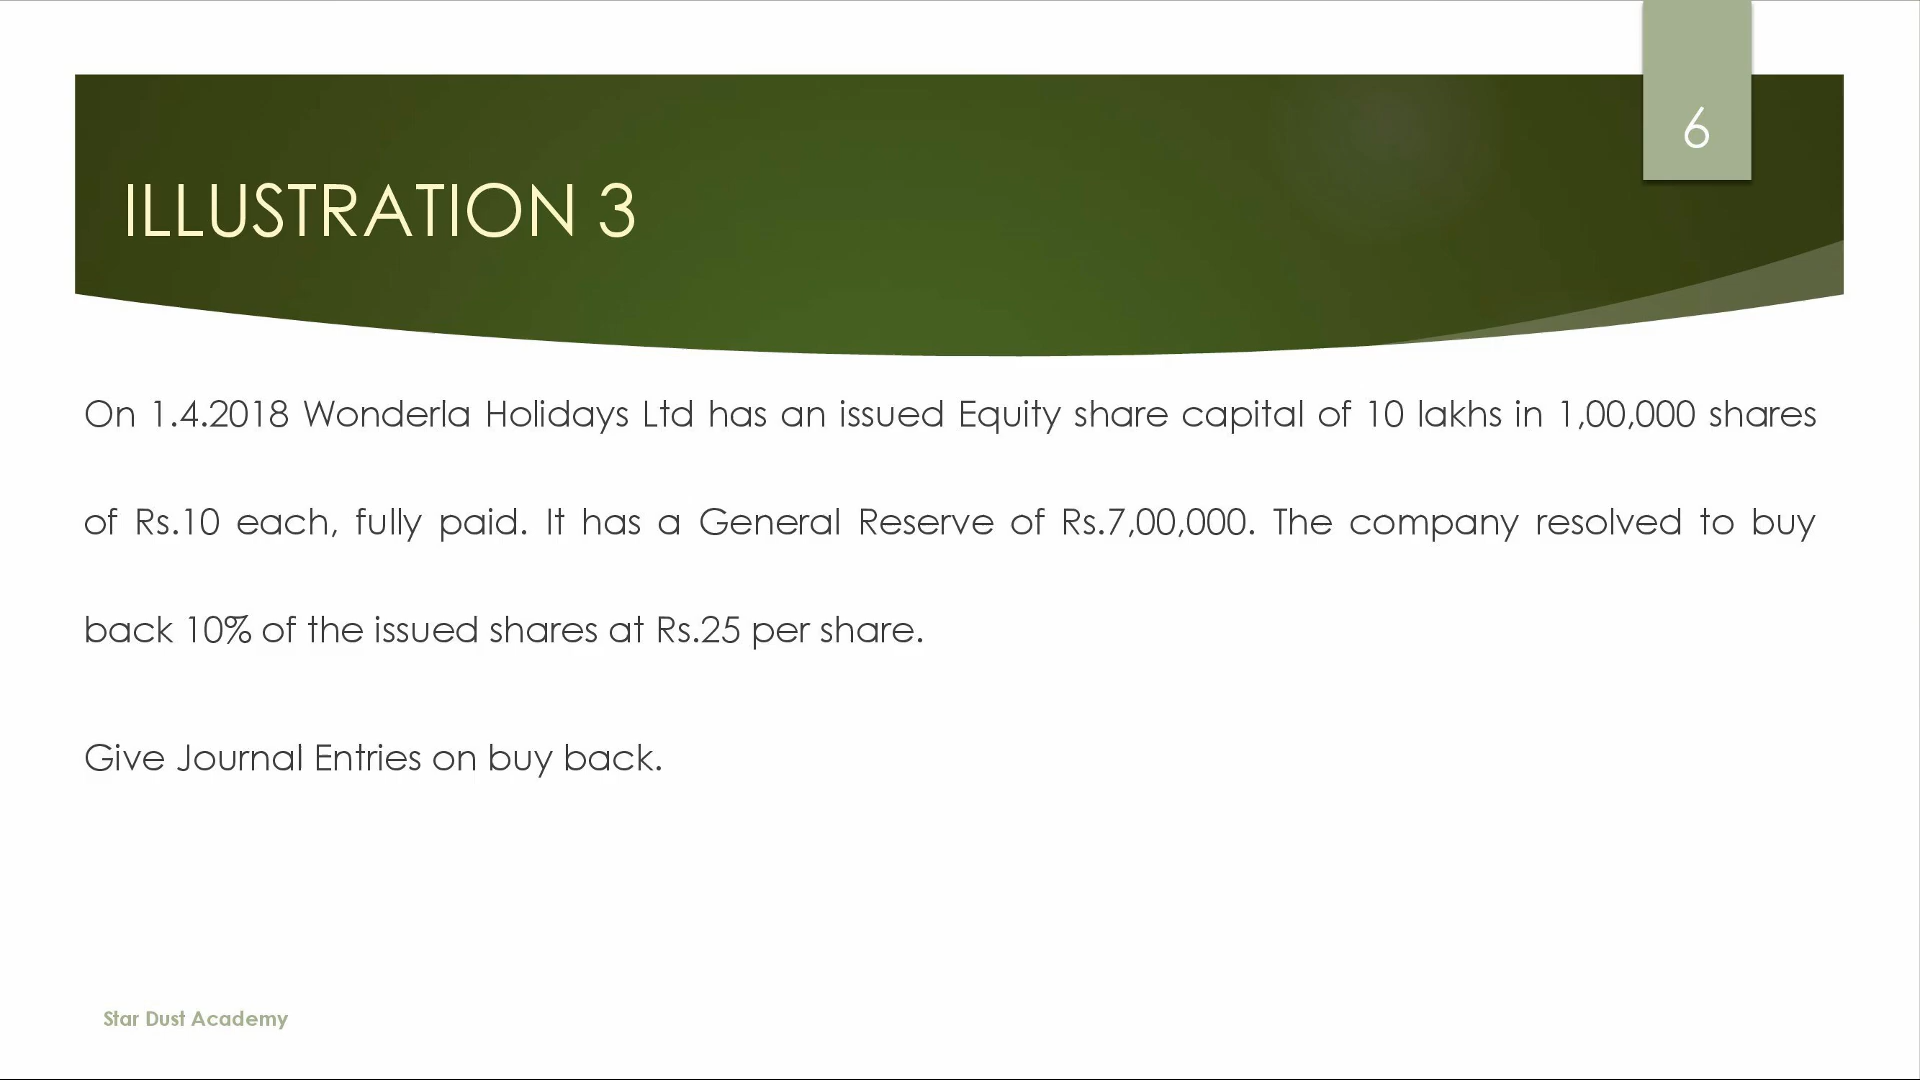 6
ILLUSTRATION 3
On 1.4.2018 Wonderla Holidays Ltd has an issued Equity share capital of 10 lakhs in 1,00,000 shares
of Rs.10 each, fully paid. It has a General Reserve of Rs.7,00,000. The company resolved to buy
back 10% of the issued shares at Rs.25 per share.
Give Journal Entries on buy back.
Star Dust Academy